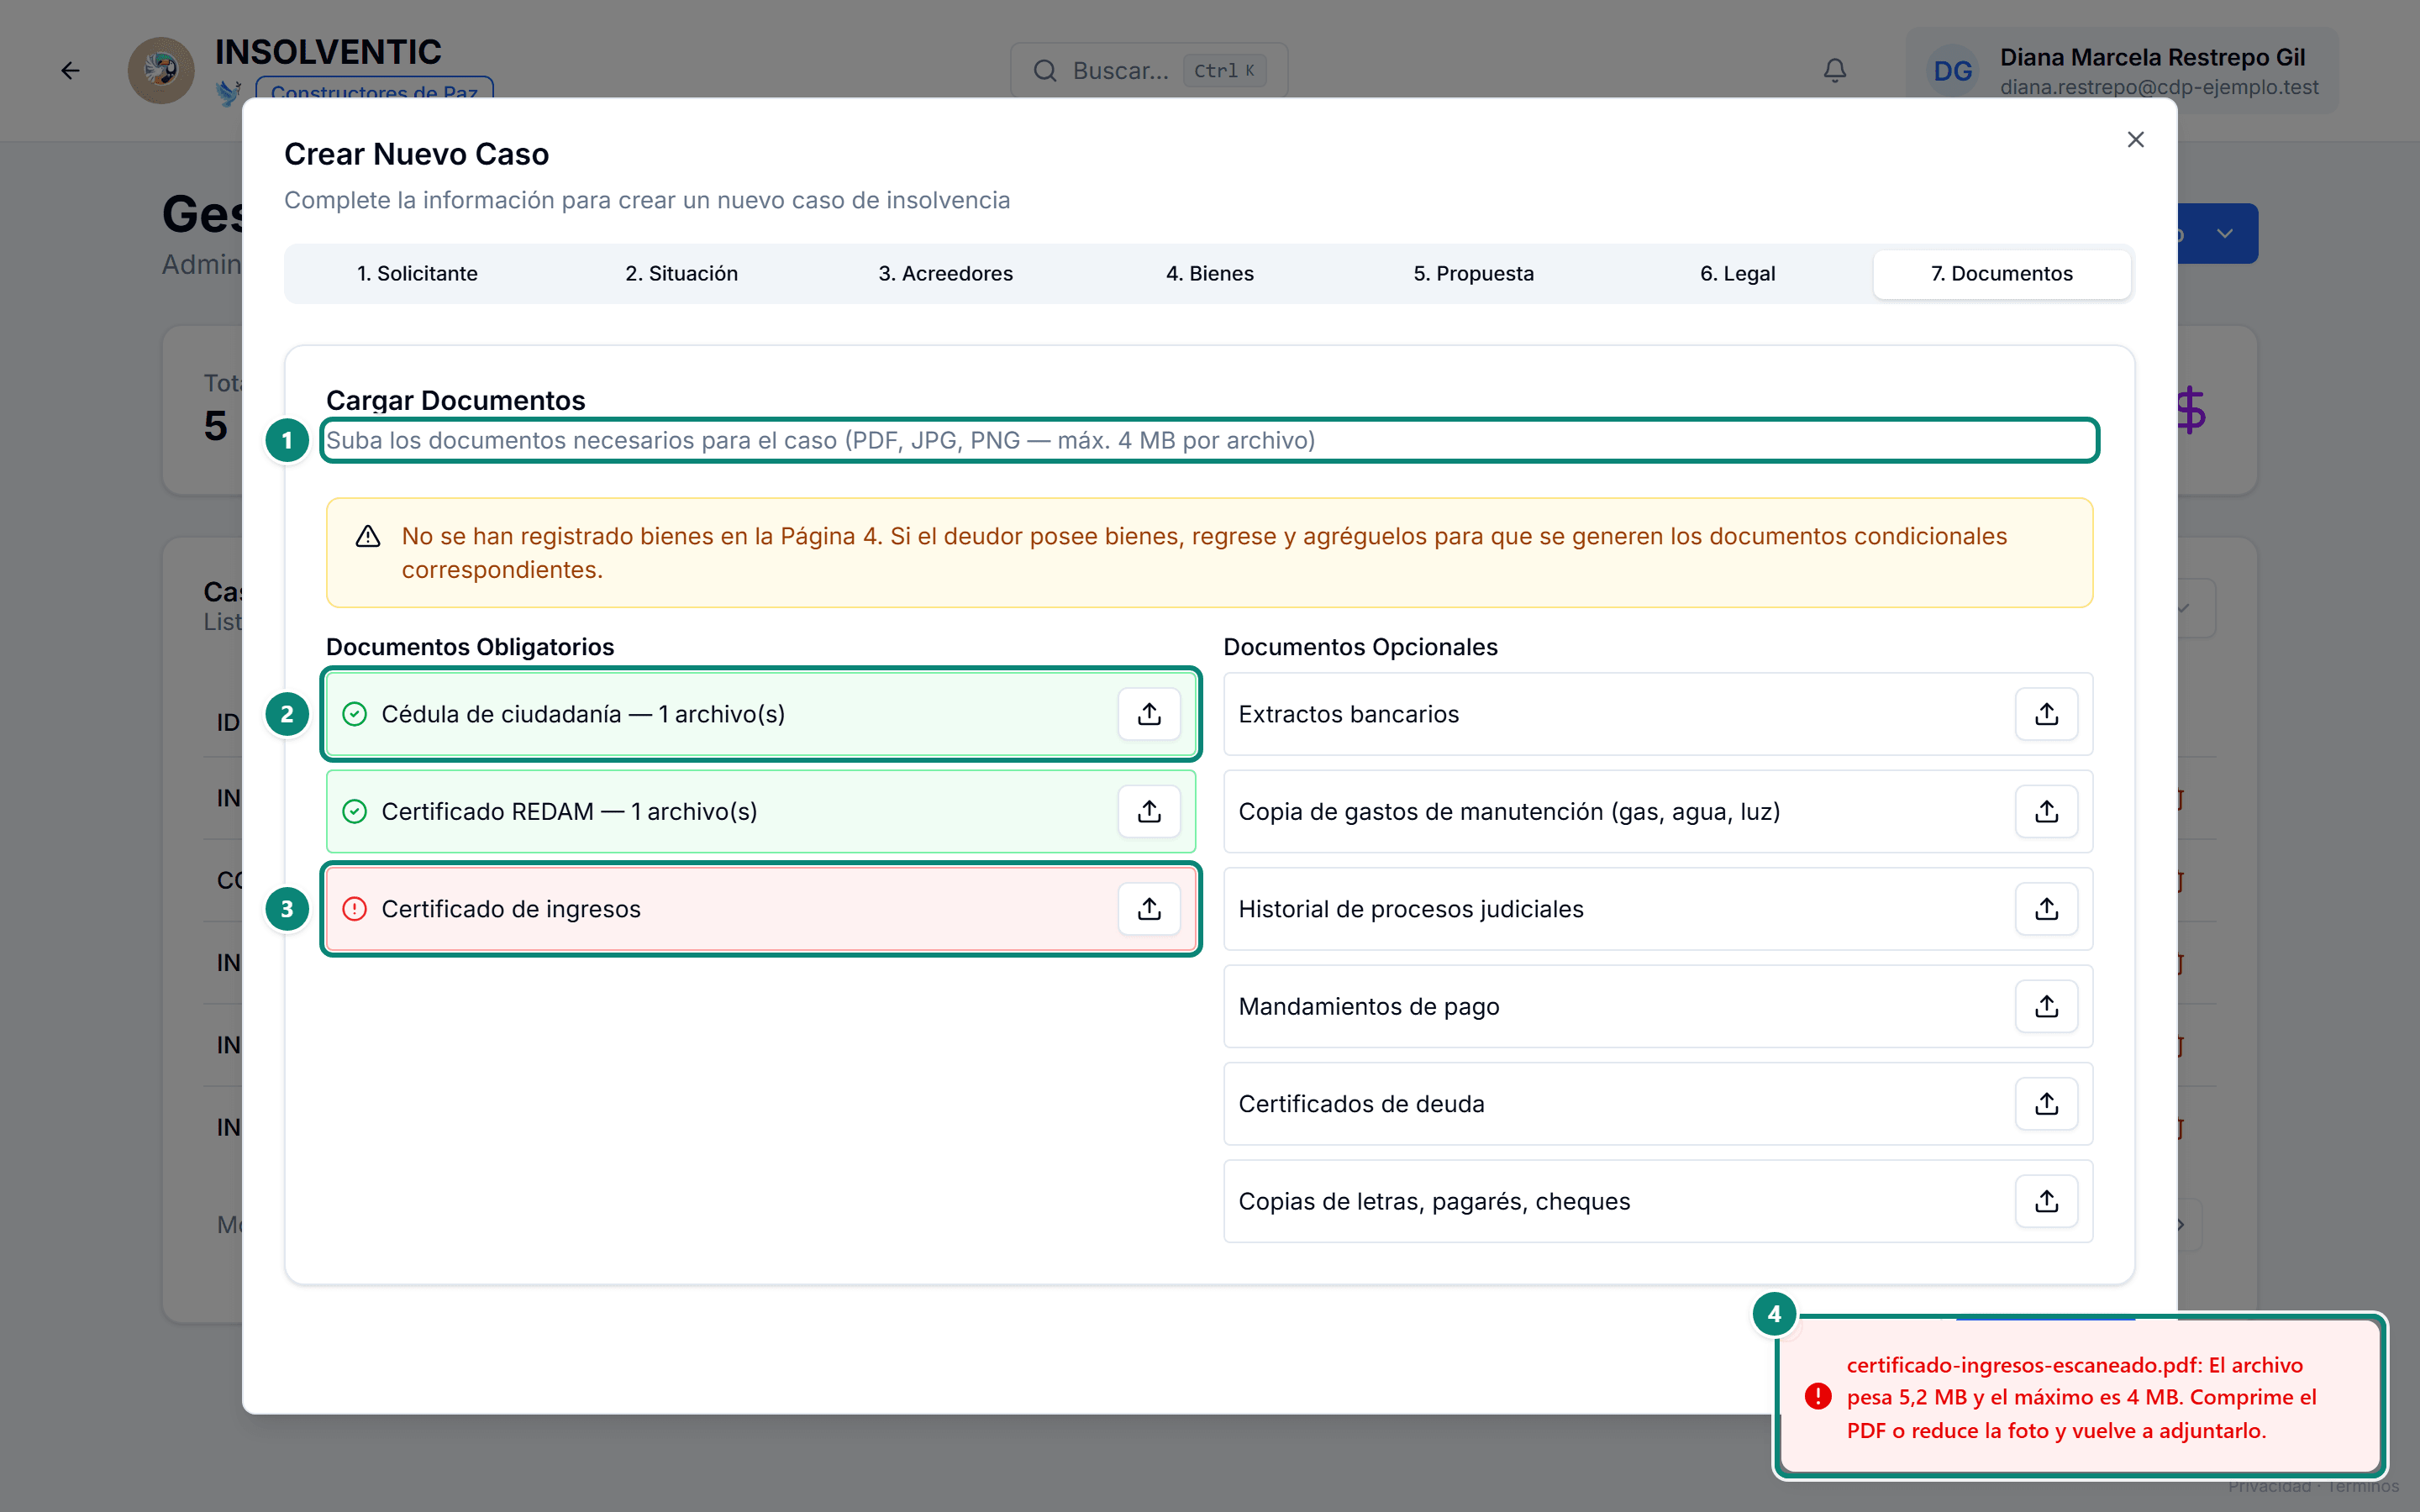 INSOLVENTIC
Constructores de Paz
Buscar...
Ctrl K
DG
Diana Marcela Restrepo Gil
diana.restrepo@cdp-ejemplo.test
Crear Nuevo Caso
Complete la información para crear un nuevo caso de insolvencia
1. Solicitante
2. Situación
3. Acreedores
4. Bienes
5. Propuesta
6. Legal
7. Documentos
5
Cargar Documentos
1
Suba los documentos necesarios para el caso (PDF, JPG, PNG — máx. 4 MB por archivo)
No se han registrado bienes en la Página 4. Si el deudor posee bienes, regrese y agréguelos para que se generen los documentos condicionales
correspondientes.
Documentos Obligatorios
2
Cédula de ciudadanía — 1 archivo(s)
Certificado REDAM — 1 archivo(s)
3
Certificado de ingresos
Documentos Opcionales
Extractos bancarios
Copia de gastos de manutención (gas, agua, luz)
Historial de procesos judiciales
Mandamientos de pago
Certificados de deuda
Copias de letras, pagarés, cheques
ID
4
certificado-ingresos-escaneado.pdf: El archivo
pesa 5,2 MB y el máximo es 4 MB. Comprime el
PDF o reduce la foto y vuelve a adjuntarlo.
Privacidad · Términos